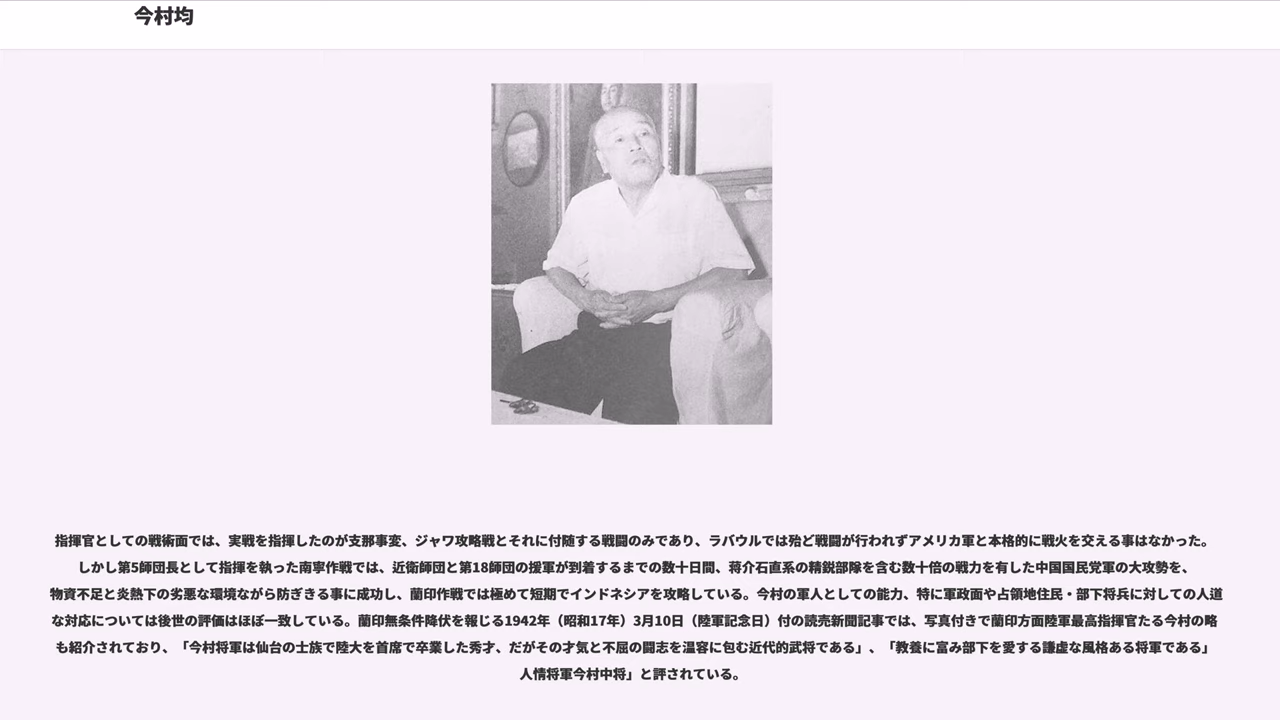 今村均
指揮官としての戦術面では、実戦を指揮したのが支那事変、ジャワ攻略戦とそれに付随する戦闘のみであり、ラバウルでは殆ど戦闘が行われずアメリカ軍と本格的に戦火を交える事はなかった。
しかし第5師団長として指揮を執った南寧作戦では、近衛師団と第18師団の援軍が到着するまでの数十日間、蒋介石直系の精鋭部隊を含む数十倍の戦力を有した中国国民党軍の大攻勢を、
物資不足と炎熱下の劣悪な環境ながら防ぎきる事に成功し、蘭印作戦では極めて短期でインドネシアを攻略している。今村の軍人としての能力、特に軍政面や占領地住民・部下将兵に対しての人道
な対応については後世の評価はほぼ一致している。蘭印無条件降伏を報じる1942年（昭和17年）3月10日（陸軍記念日）付の読売新聞記事では、写真付きで蘭印方面陸軍最高指揮官たる今村の略
も紹介されており、「今村将軍は仙台の士族で陸大を首席で卒業した秀才、だがその才気と不屈の闘志を温容に包む近代的武将である」、「教養に富み部下を愛する謙虚な風格ある将軍である」
人情将軍今村中将」と評されている。